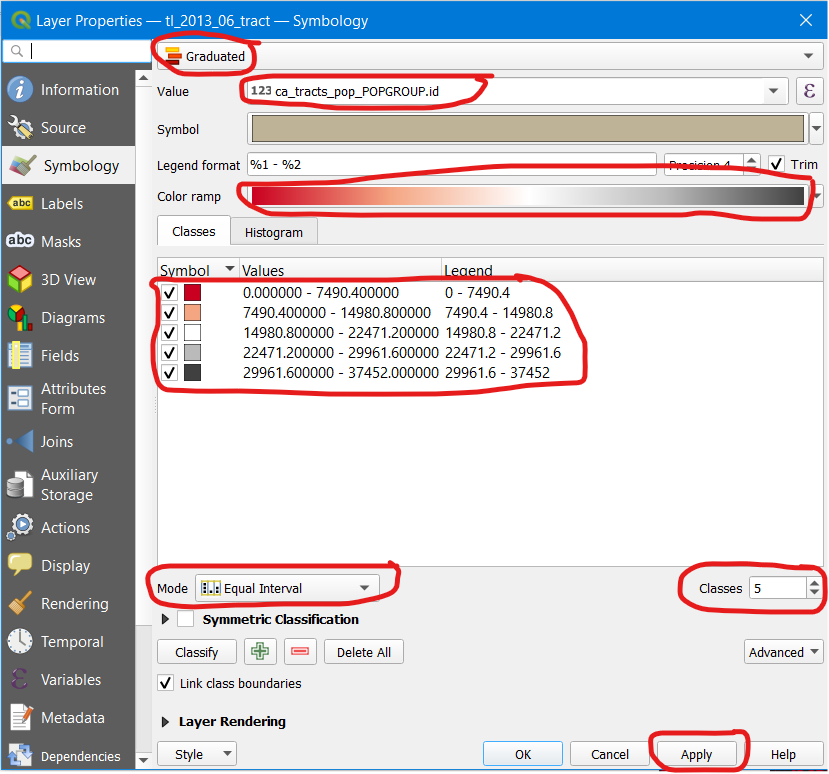 Layer Properties — tl_2013_06_tract — Symbology
Information
Source
Symbology
Labels
Masks
3D View
Diagrams
Fields
Attributes
Form
Joins
Auxiliary
Storage
Actions
Display
Rendering
Temporal
Variables
Metadata
Dependencies
Graduated
Value 123 ca_tracts_pop_POPGROUP.id ε
Symbol
Legend format %1 - %2 Precision 4 Trim
Color ramp
Classes Histogram
Symbol Values Legend
0.000000 - 7490.400000 0 - 7490.4
7490.400000 - 14980.800000 7490.4 - 14980.8
14980.800000 - 22471.200000 14980.8 - 22471.2
22471.200000 - 29961.600000 22471.2 - 29961.6
29961.600000 - 37452.000000 29961.6 - 37452
Mode Equal Interval Classes 5
Symmetric Classification
Classify Delete All Advanced
Link class boundaries
Layer Rendering
Style OK Cancel Apply Help